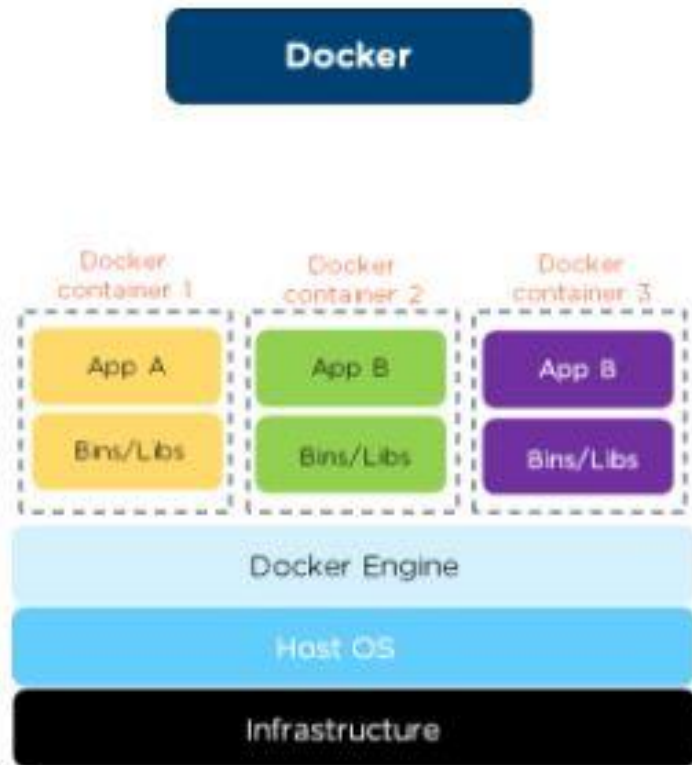 Docker
Docker Docker Docker
container 1 container 2 container 3
App A App B App B
Bins/Libs Bins/Libs Bins/Libs
Docker Engine
Host OS
Infrastructure